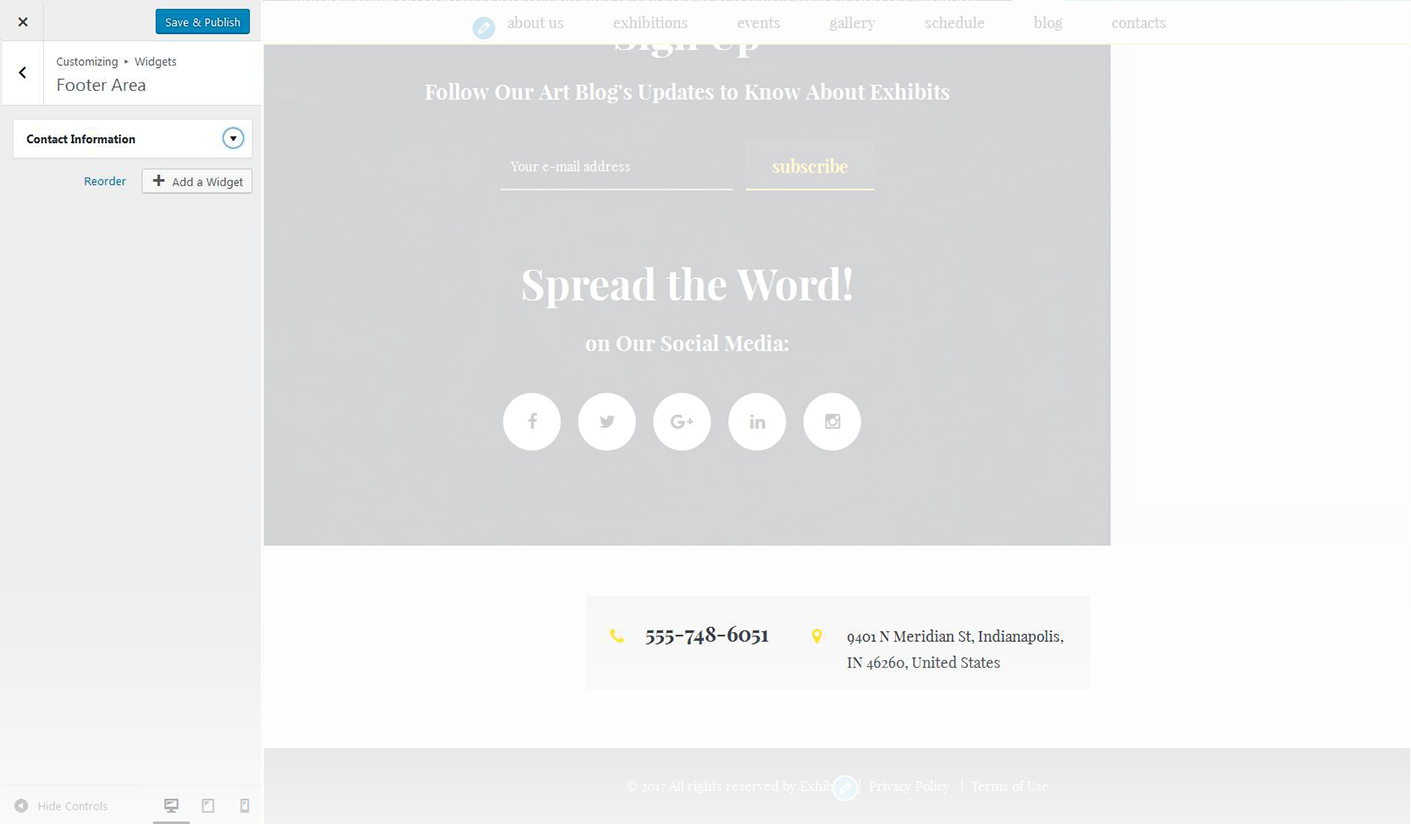 Save & Publish
Customizing ▸ Widgets
Footer Area
Contact Information
Reorder
Add a Widget
Hide Controls
about us exhibitions events gallery schedule blog contacts
Sign Up
Follow Our Art Blog's Updates to Know About Exhibits
Your e-mail address subscribe
Spread the Word!
on Our Social Media:
555-748-6051
9401 N Meridian St, Indianapolis,
IN 46260, United States
© 2017 All rights reserved by | Privacy Policy | Terms of Use